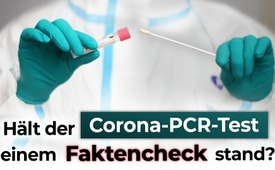 Hält der Corona-PCR-Test
einem Faktencheck stand?